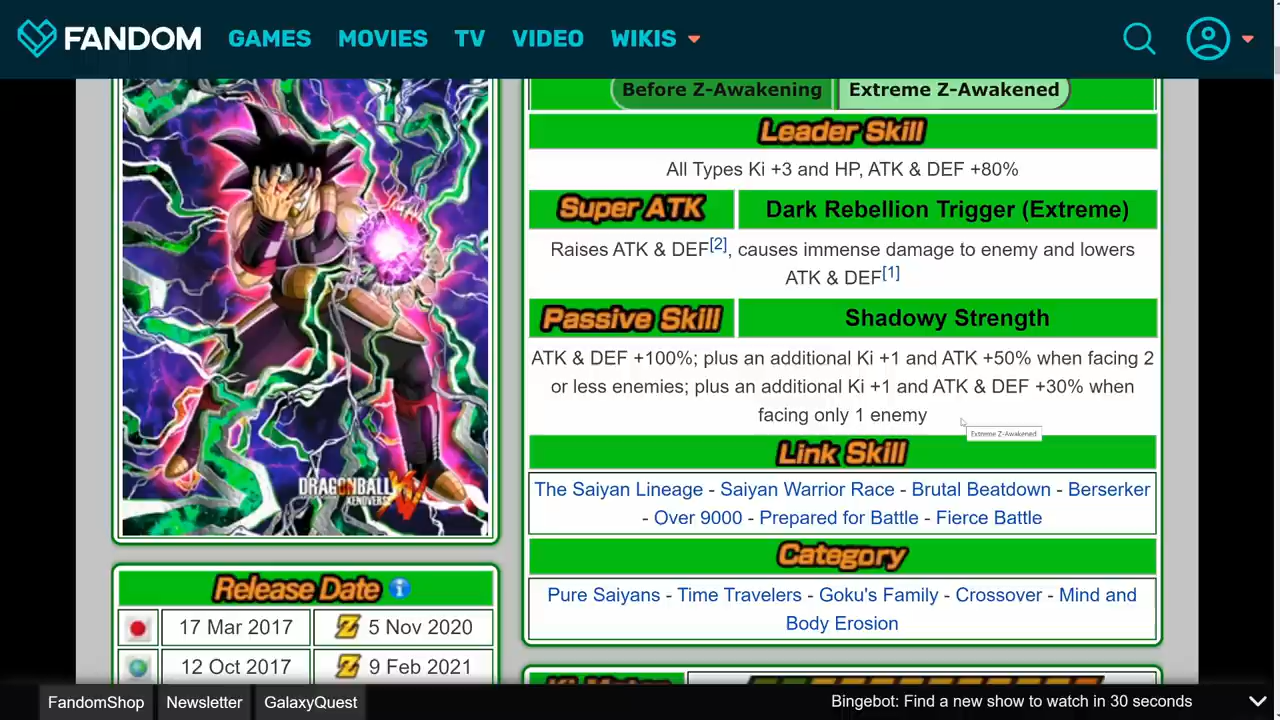 FANDOM GAMES MOVIES TV VIDEO WIKIS
Before Z-Awakening Extreme Z-Awakened
Leader Skill
All Types Ki +3 and HP, ATK & DEF +80%
Super ATK Dark Rebellion Trigger (Extreme)
Raises ATK & DEF[2], causes immense damage to enemy and lowers
ATK & DEF[1]
Passive Skill Shadowy Strength
ATK & DEF +100%; plus an additional Ki +1 and ATK +50% when facing 2
or less enemies; plus an additional Ki +1 and ATK & DEF +30% when
facing only 1 enemy
Extreme Z-Awakened
Link Skill
The Saiyan Lineage - Saiyan Warrior Race - Brutal Beatdown - Berserker
- Over 9000 - Prepared for Battle - Fierce Battle
Category
Pure Saiyans - Time Travelers - Goku's Family - Crossover - Mind and
Body Erosion
DRAGONBALL XV
XENOVERSE
Release Date i
17 Mar 2017 Z 5 Nov 2020
12 Oct 2017 Z 9 Feb 2021
FandomShop Newsletter GalaxyQuest Bingebot: Find a new show to watch in 30 seconds